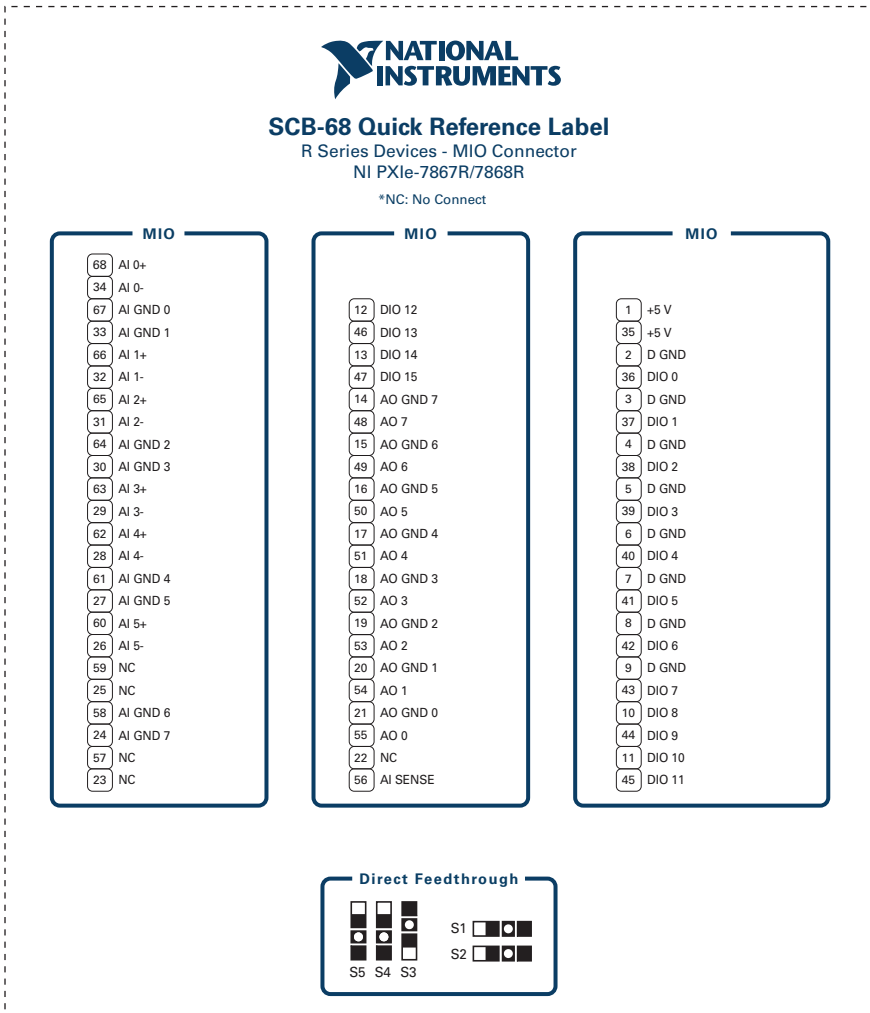 NATIONAL
INSTRUMENTS
SCB-68 Quick Reference Label
R Series Devices - MIO Connector
NI PXIe-7867R/7868R
*NC: No Connect
MIO
68 AI 0+
34 AI 0-
67 AI GND 0
33 AI GND 1
66 AI 1+
32 AI 1-
65 AI 2+
31 AI 2-
64 AI GND 2
30 AI GND 3
63 AI 3+
29 AI 3-
62 AI 4+
28 AI 4-
61 AI GND 4
27 AI GND 5
60 AI 5+
26 AI 5-
59 NC
25 NC
58 AI GND 6
24 AI GND 7
57 NC
23 NC
MIO
12 DIO 12
46 DIO 13
13 DIO 14
47 DIO 15
14 AO GND 7
48 AO 7
15 AO GND 6
49 AO 6
16 AO GND 5
50 AO 5
17 AO GND 4
51 AO 4
18 AO GND 3
52 AO 3
19 AO GND 2
53 AO 2
20 AO GND 1
54 AO 1
21 AO GND 0
55 AO 0
22 NC
56 AI SENSE
MIO
1 +5 V
35 +5 V
2 D GND
36 DIO 0
3 D GND
37 DIO 1
4 D GND
38 DIO 2
5 D GND
39 DIO 3
6 D GND
40 DIO 4
7 D GND
41 DIO 5
8 D GND
42 DIO 6
9 D GND
43 DIO 7
10 DIO 8
44 DIO 9
11 DIO 10
45 DIO 11
Direct Feedthrough
S1
S2
S5 S4 S3